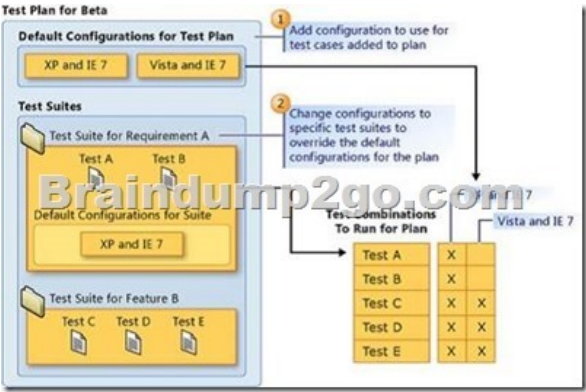 Test Plan for Beta
Default Configurations for Test Plan
XP and IE 7
Vista and IE 7
1
Add configuration to use for
test cases added to plan
Test Suites
2
Change configurations to
specific test suites to
override the default
configurations for the plan
Test Suite for Requirement A
Test A
Test B
Braindump2go.com
Default Configurations for Suite
XP and IE 7
Test Combinations
To Run for Plan
7
Vista and IE 7
Test A X
Test B X
Test C X X
Test D X X
Test E X X
Test Suite for Feature B
Test C
Test D
Test E